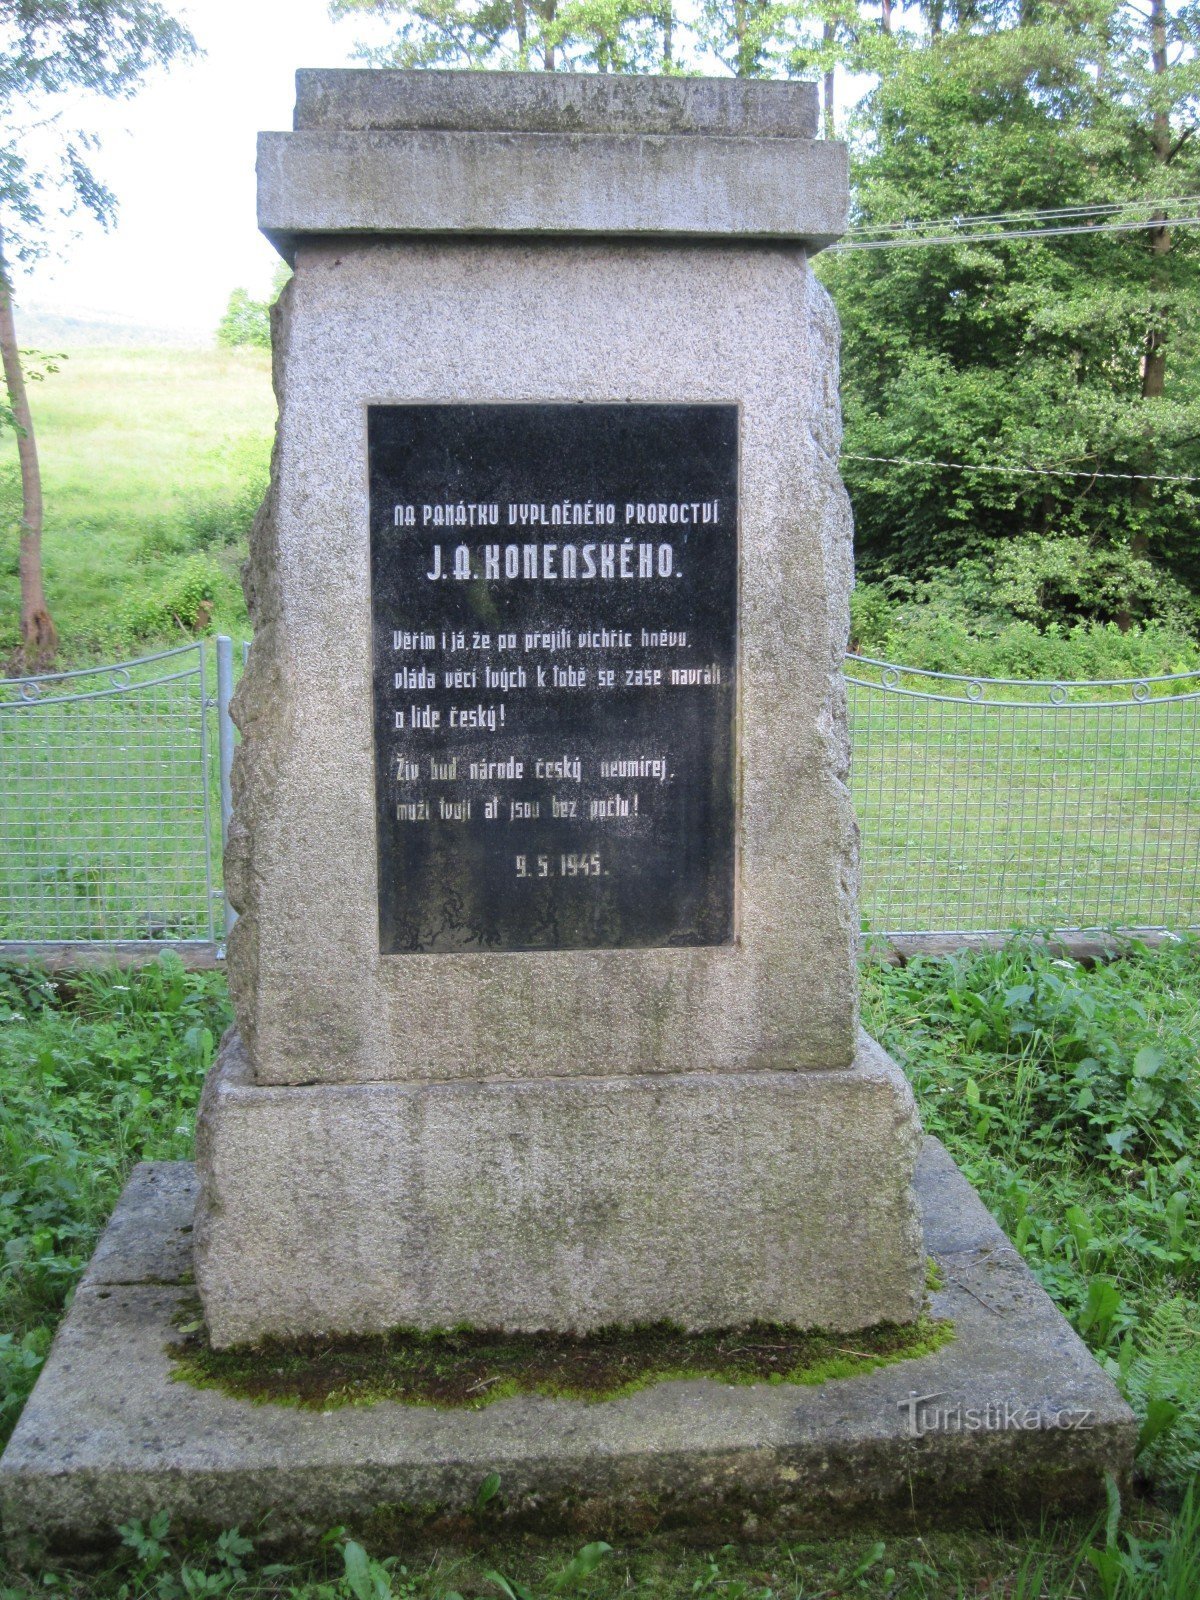 NA PAMÁTKU VYPLNĚNÉHO PROROCTVÍ
J. A. KOMENSKÉHO.
Věřím i já, že po přejití vichřic hněvu,
vláda věcí tvých k tobě se zase navrátí
o lide český!
Živ buď národe český neumírej,
muži tvoji ať jsou bez počtu!
9. 5. 1945.
Turistika.cz